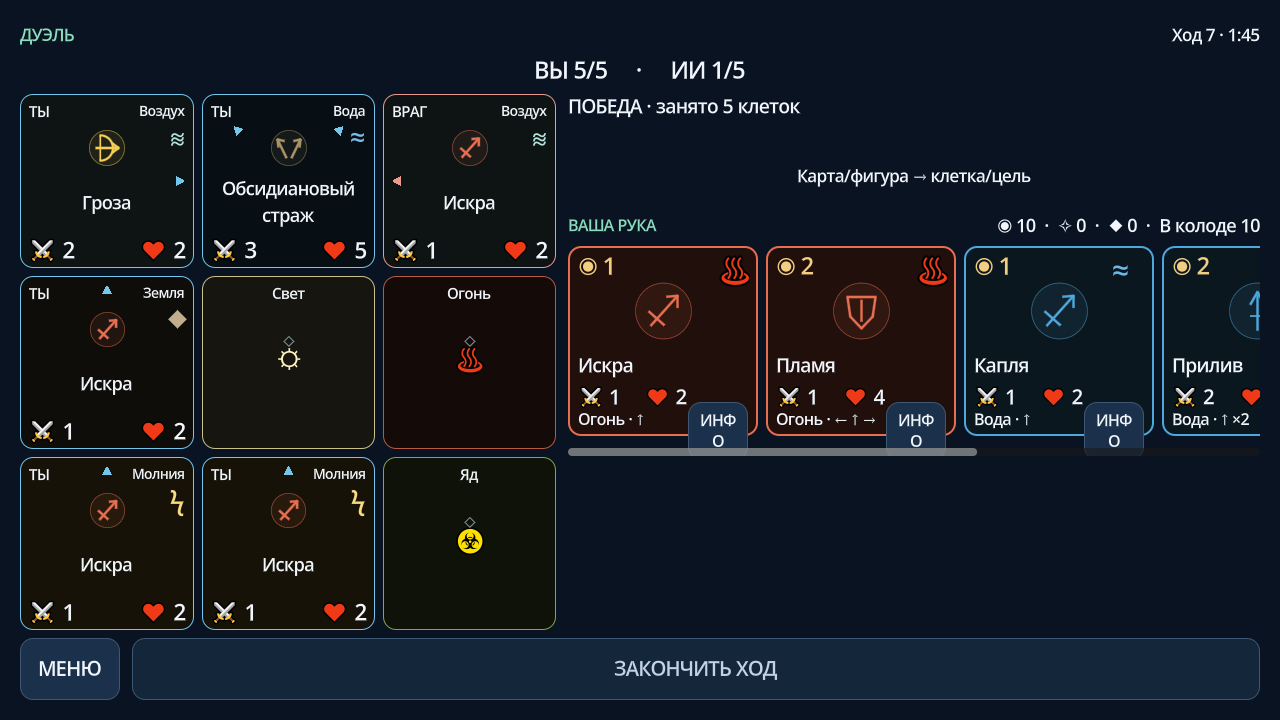 ДУЭЛЬ
Ход 7 · 1:45
ВЫ 5/5 · ИИ 1/5
ТЫ Воздух
Гроза
2 2
ТЫ Вода
Обсидиановый
страж
3 5
ВРАГ Воздух
Искра
1 2
ПОБЕДА · занято 5 клеток
Карта/фигура → клетка/цель
ВАША РУКА
◉ 10 · ✧ 0 · ◆ 0 · В колоде 10
ТЫ Земля
Искра
1 2
Свет
Огонь
◉ 1
Искра
1 2
Огонь · ↑
ИНФ
О
◉ 2
Пламя
1 4
Огонь · ← ↑ →
ИНФ
О
◉ 1
Капля
1 2
Вода · ↑
ИНФ
О
◉ 2
Прилив
2
Вода · ↑ ×2
ТЫ Молния
Искра
1 2
ТЫ Молния
Искра
1 2
Яд
МЕНЮ
ЗАКОНЧИТЬ ХОД